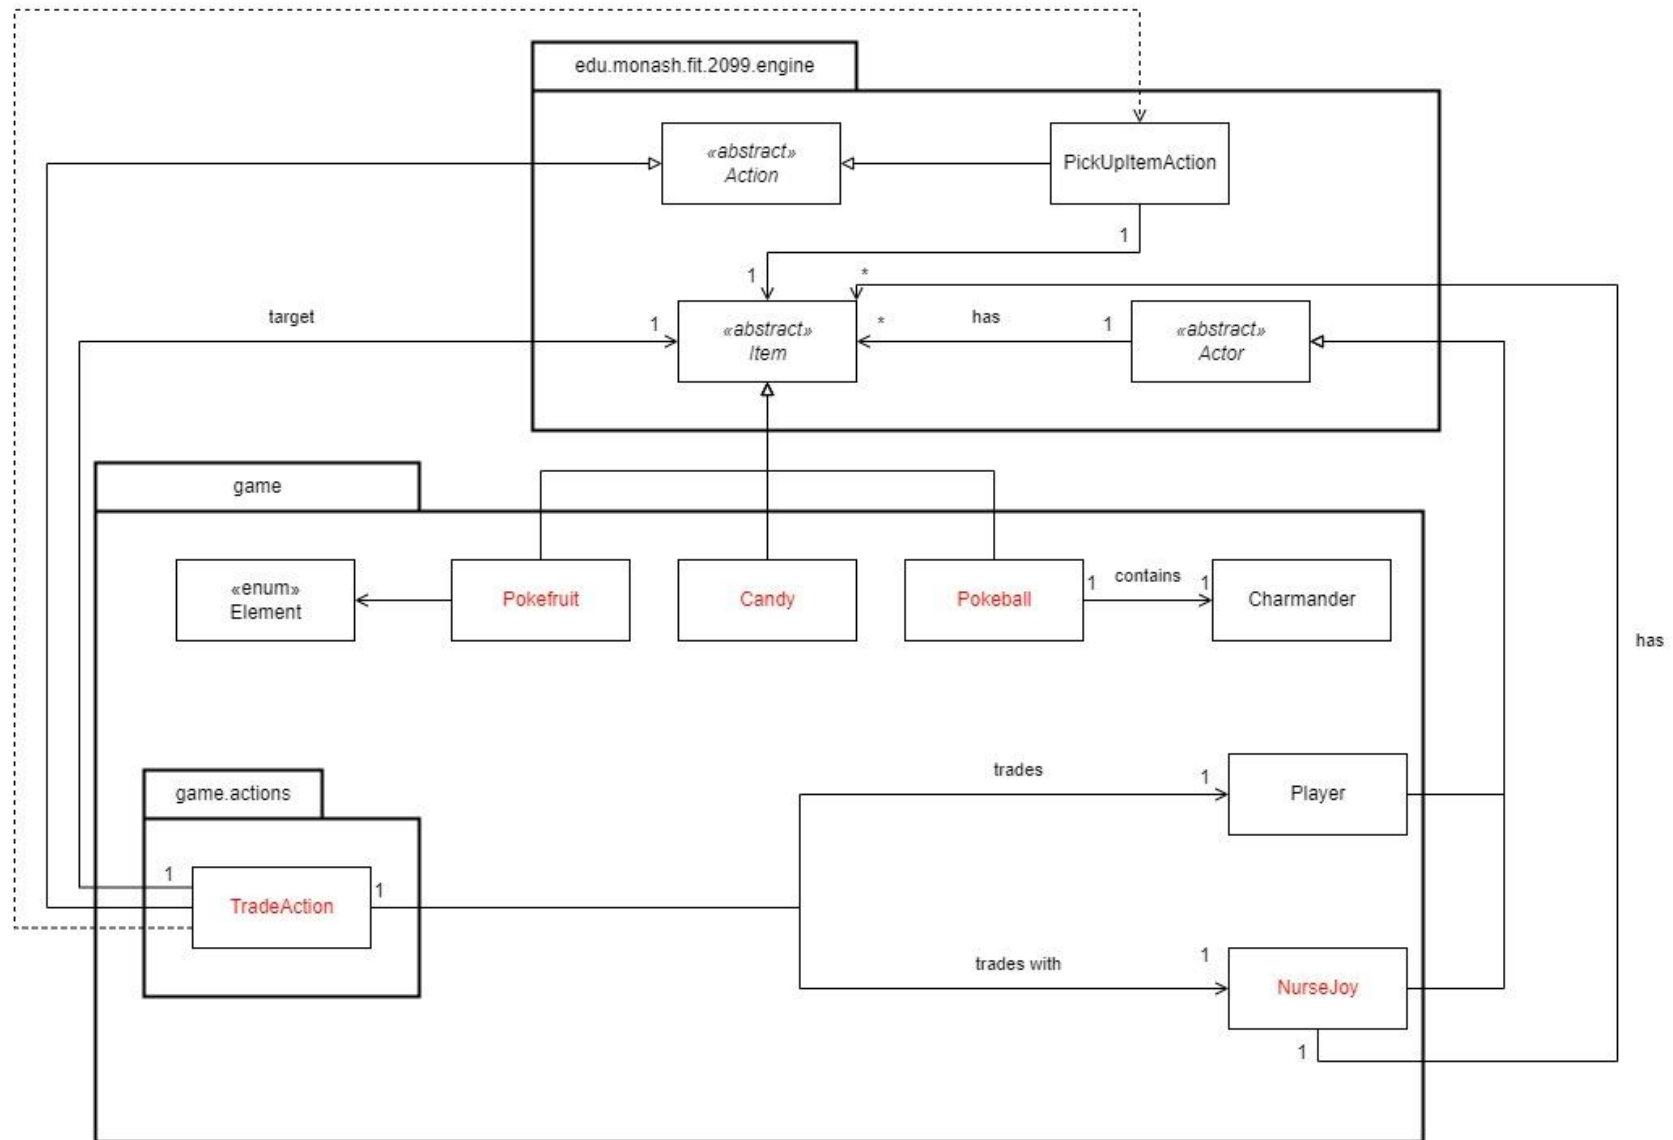 edu.monash.fit.2099.engine
«abstract»
Action
PickUpItemAction
1
1
*
target
1
«abstract»
Item
*
has
1
«abstract»
Actor
game
«enum»
Element
Pokefruit
Candy
Pokeball
1
contains
1
Charmander
has
game.actions
trades
1
Player
1
TradeAction
1
trades with
1
NurseJoy
1